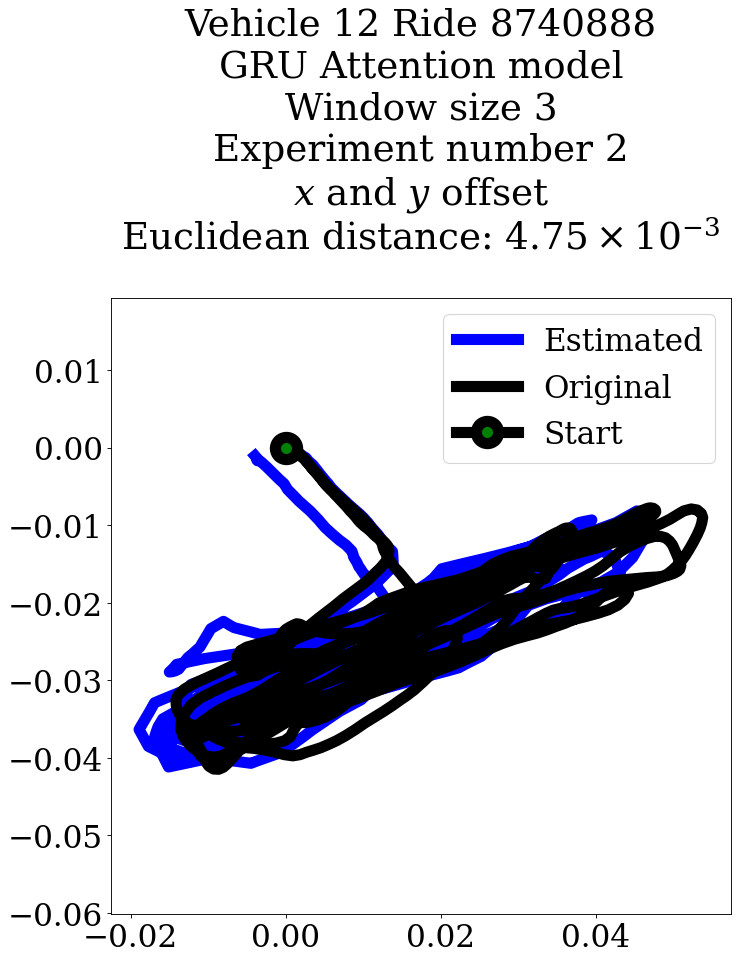 Vehicle 12 Ride 8740888
GRU Attention model
Window size 3
Experiment number 2
x and y offset
Euclidean distance: 4.75 × 10⁻³
Estimated
Original
Start
0.01
0.00
−0.01
−0.02
−0.03
−0.04
−0.05
−0.06
−0.02 0.00 0.02 0.04